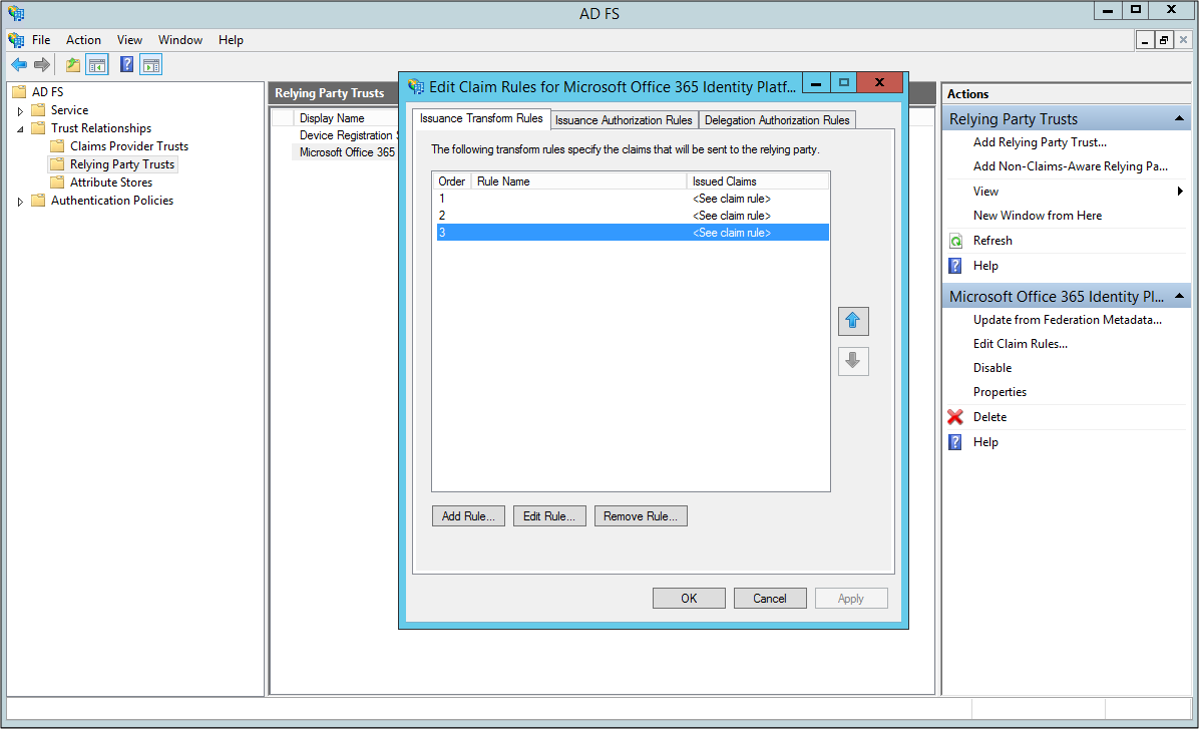 AD FS
File Action View Window Help
AD FS
Service
Trust Relationships
Claims Provider Trusts
Relying Party Trusts
Attribute Stores
Authentication Policies
Relying Party Trusts
Display Name
Device Registration
Microsoft Office 365
Edit Claim Rules for Microsoft Office 365 Identity Platf...
Issuance Transform Rules Issuance Authorization Rules Delegation Authorization Rules
The following transform rules specify the claims that will be sent to the relying party.
Order Rule Name Issued Claims
1 <See claim rule>
2 <See claim rule>
3 <See claim rule>
Add Rule... Edit Rule... Remove Rule...
OK Cancel Apply
Actions
Relying Party Trusts
Add Relying Party Trust...
Add Non-Claims-Aware Relying Pa...
View
New Window from Here
Refresh
Help
Microsoft Office 365 Identity Pl...
Update from Federation Metadata...
Edit Claim Rules...
Disable
Properties
Delete
Help